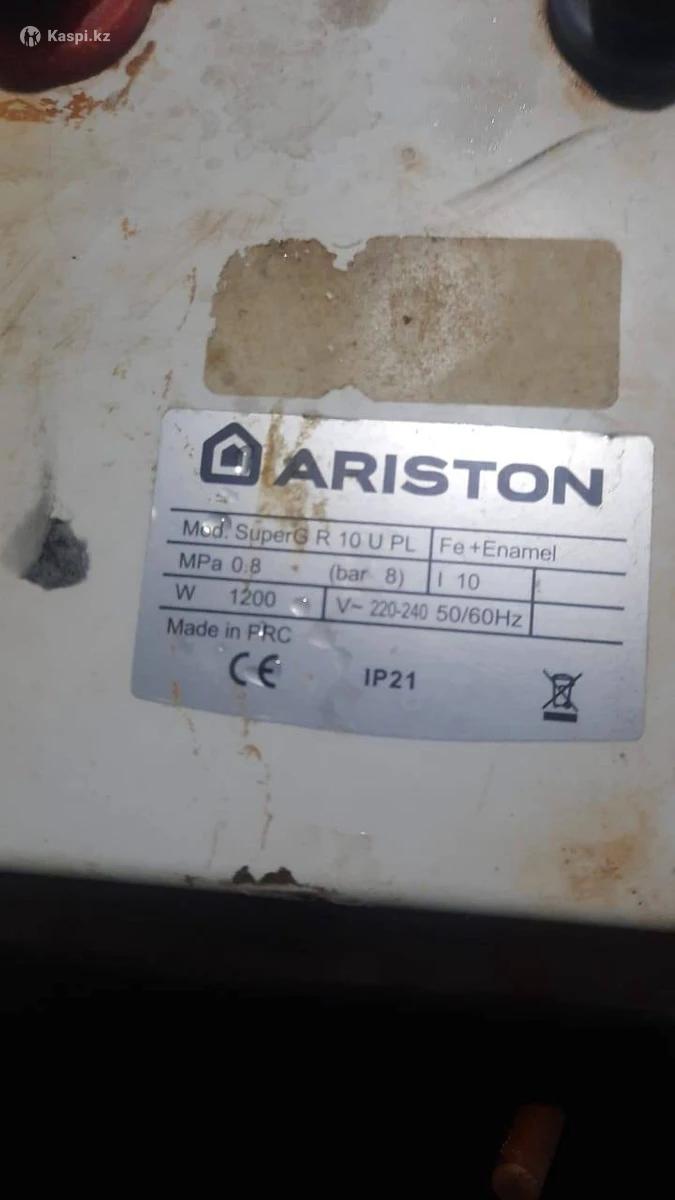 Kaspi.kz
ARISTON
Mod. SuperG R 10 U PL Fe +Enamel
MPa 0.8 (bar 8) l 10
W 1200 V~ 220-240 50/60Hz
Made in PRC
CE IP21